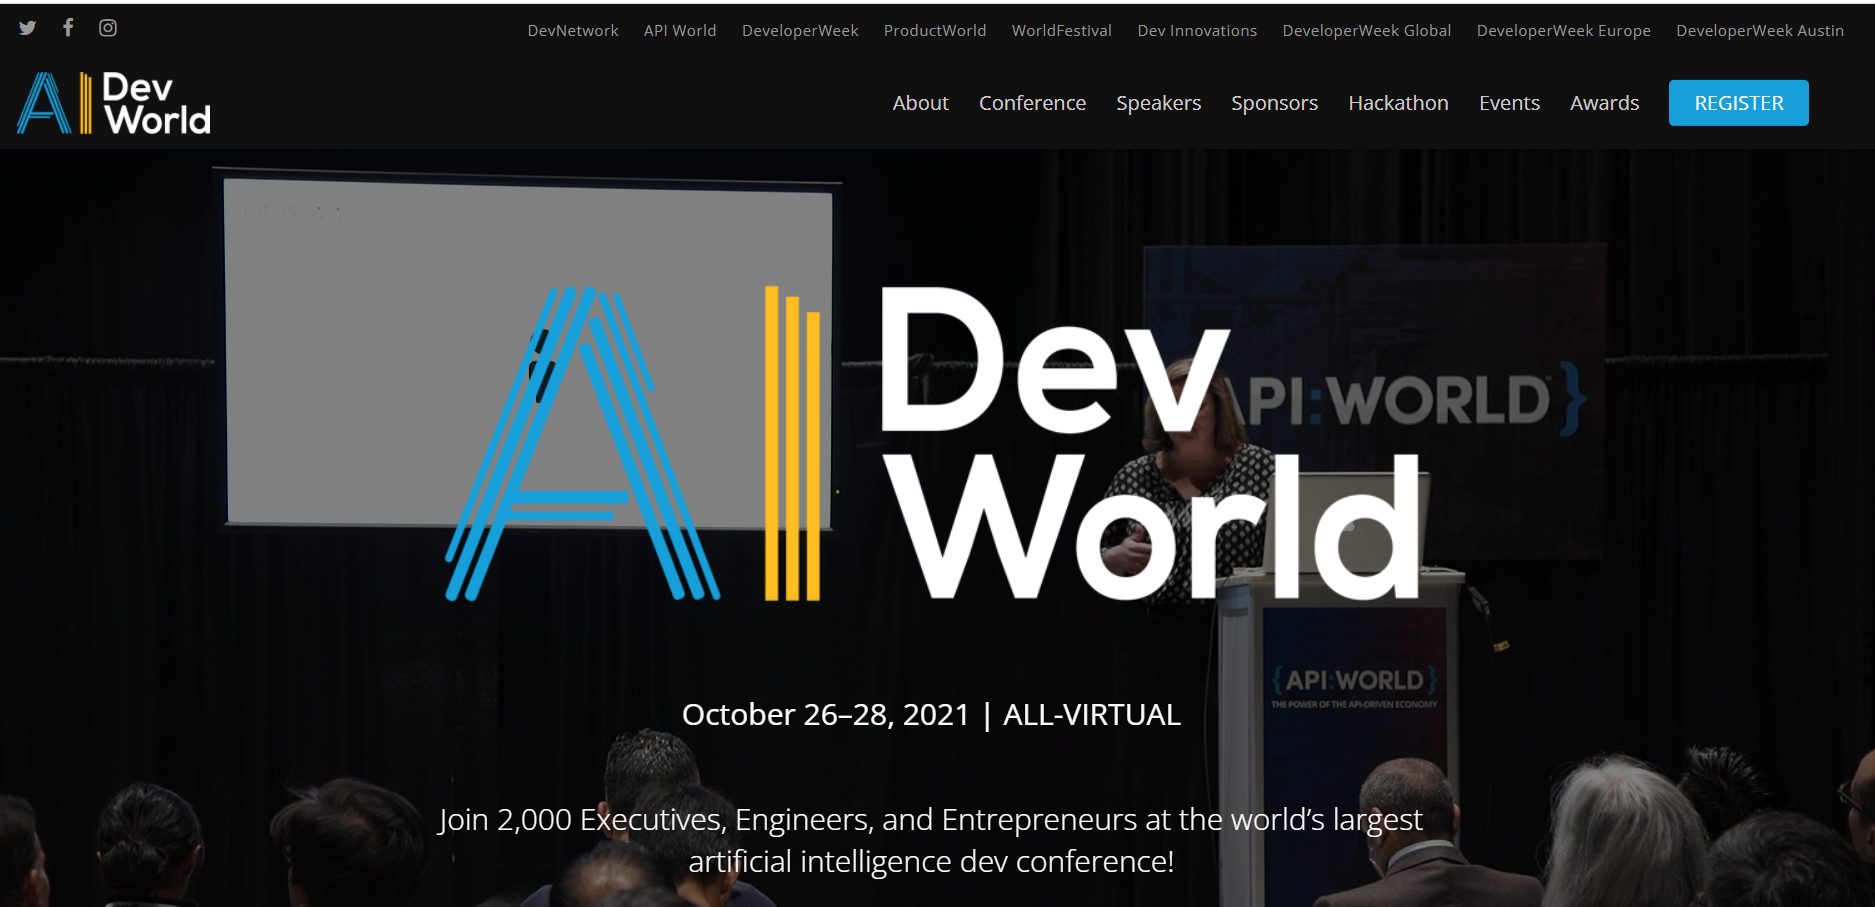 DevNetwork API World DeveloperWeek ProductWorld WorldFestival Dev Innovations DeveloperWeek Global DeveloperWeek Europe DeveloperWeek Austin
AI Dev
World
About Conference Speakers Sponsors Hackathon Events Awards REGISTER
AI Dev
World
API:WORLD}
{API:WORLD}
THE POWER OF THE API-DRIVEN ECONOMY
October 26–28, 2021 | ALL-VIRTUAL
Join 2,000 Executives, Engineers, and Entrepreneurs at the world’s largest
artificial intelligence dev conference!